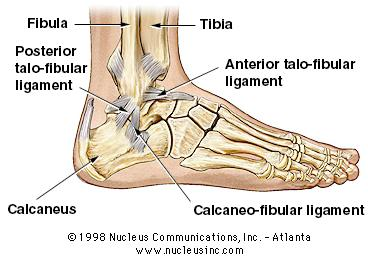 Fibula
Tibia
Posterior
talo-fibular
ligament
Anterior talo-fibular
ligament
Calcaneus
Calcaneo-fibular ligament
© 1998 Nucleus Communications, Inc. - Atlanta
www.nucleusinc.com